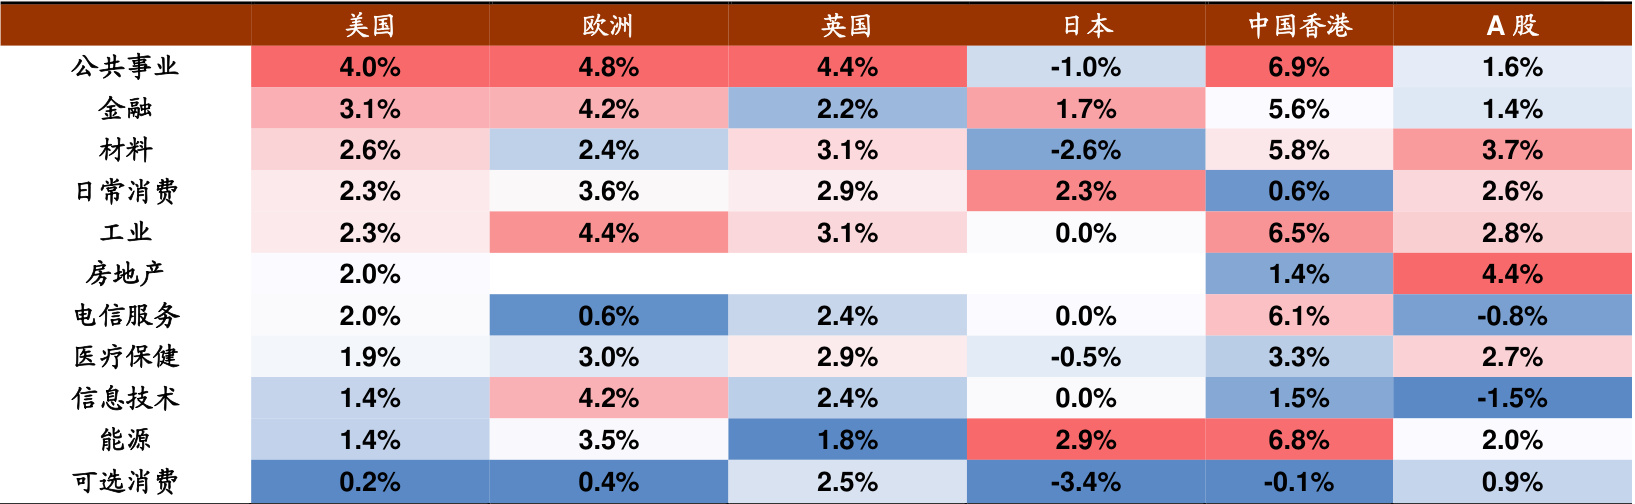 美国 欧洲 英国 日本 中国香港 A 股
公共事业 4.0% 4.8% 4.4% -1.0% 6.9% 1.6%
金融 3.1% 4.2% 2.2% 1.7% 5.6% 1.4%
材料 2.6% 2.4% 3.1% -2.6% 5.8% 3.7%
日常消费 2.3% 3.6% 2.9% 2.3% 0.6% 2.6%
工业 2.3% 4.4% 3.1% 0.0% 6.5% 2.8%
房地产 2.0% 1.4% 4.4%
电信服务 2.0% 0.6% 2.4% 0.0% 6.1% -0.8%
医疗保健 1.9% 3.0% 2.9% -0.5% 3.3% 2.7%
信息技术 1.4% 4.2% 2.4% 0.0% 1.5% -1.5%
能源 1.4% 3.5% 1.8% 2.9% 6.8% 2.0%
可选消费 0.2% 0.4% 2.5% -3.4% -0.1% 0.9%